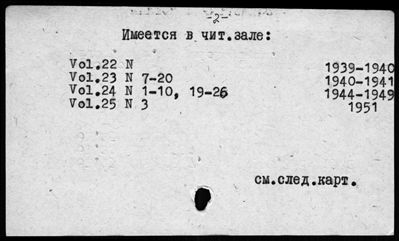 -2-
Имеется в чит.зале:
Vol.22 N 1939-1940
Vol.23 N 7-20 1940-1941
Vol.24 N 1-10, 19-26 1944-1949
Vol.25 N 3 1951
см.след.карт.